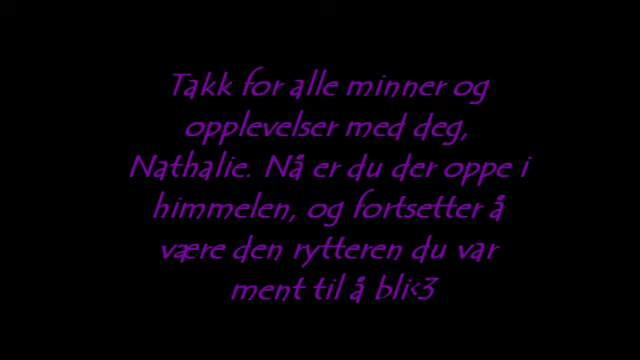 Takk for alle minner og
opplevelser med deg,
Nathalie. Nå er du der oppe i
himmelen, og fortsetter å
være den rytteren du var
ment til å bli<3